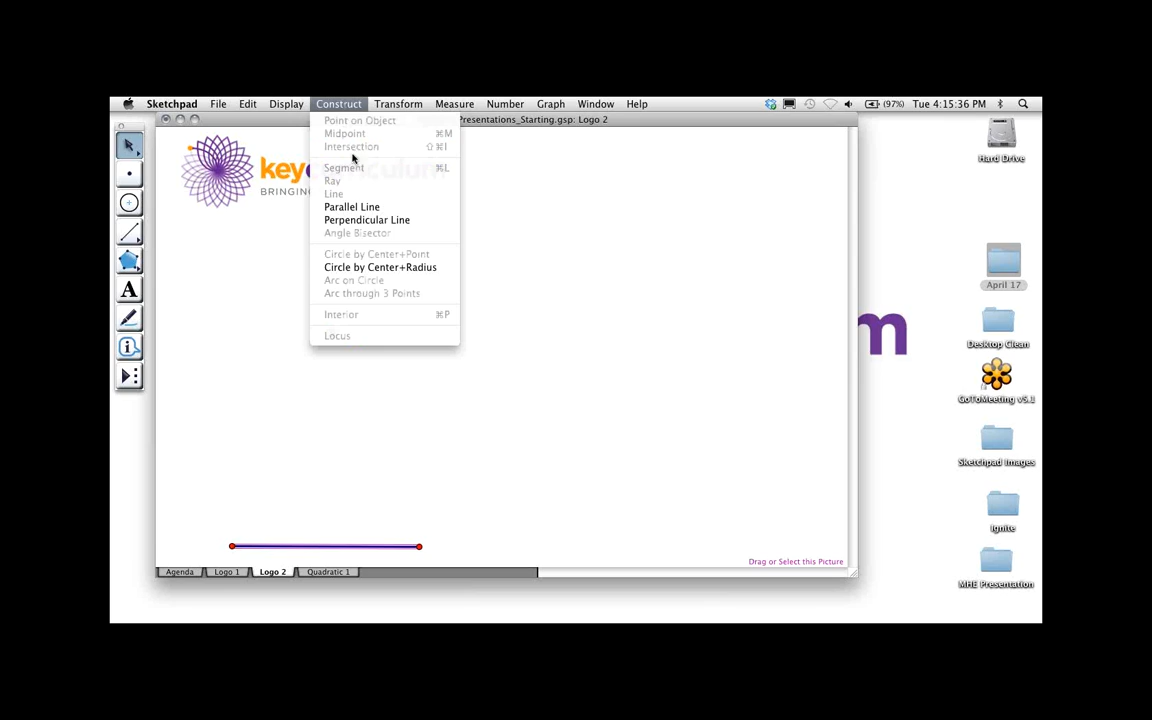 Sketchpad File Edit Display Construct Transform Measure Number Graph Window Help (97%) Tue 4:15:36 PM
Presentations_Starting.gsp: Logo 2
Point on Object
Midpoint ⌘M
Intersection ⇧⌘I
Segment ⌘L
Ray
Line
Parallel Line
Perpendicular Line
Angle Bisector
Circle by Center+Point
Circle by Center+Radius
Arc on Circle
Arc through 3 Points
Interior ⌘P
Locus
key
BRINGING
A
m
Hard Drive
April 17
Desktop Clean
GoToMeeting v5.1
Sketchpad Images
ignite
MHE Presentation
Drag or Select this Picture
Agenda Logo 1 Logo 2 Quadratic 1